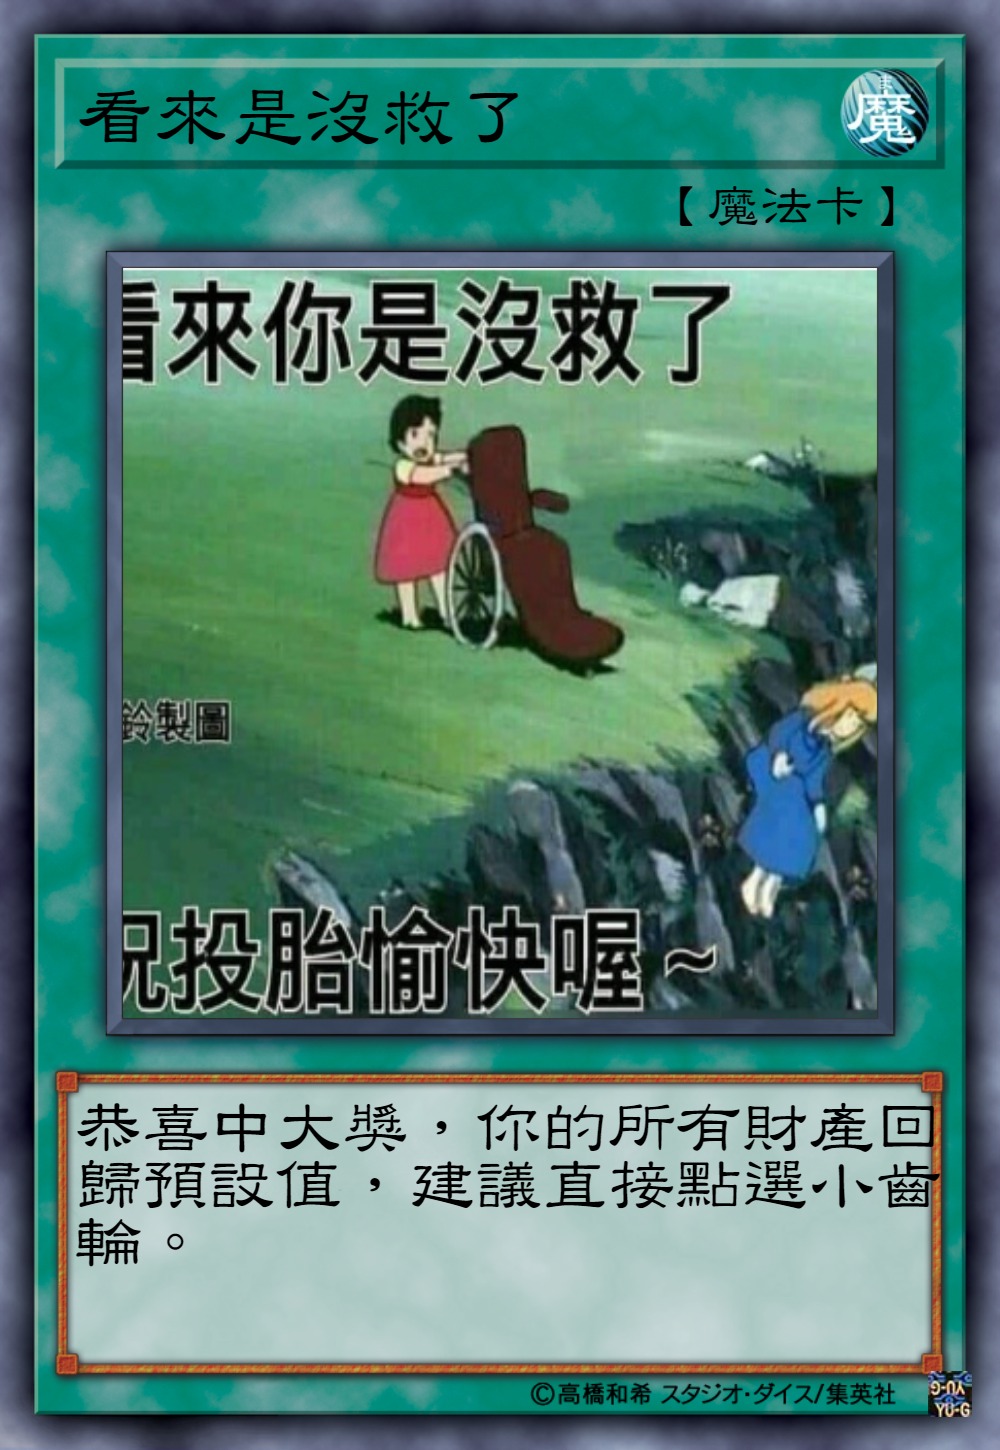 看來是沒救了
魔
ま
【魔法卡】
看來你是沒救了
鈴製圖
祝投胎愉快喔～
恭喜中大獎，你的所有財產回
歸預設值，建議直接點選小齒
輪。
©高橋和希 スタジオ・ダイス/集英社
YU-G
YU-G